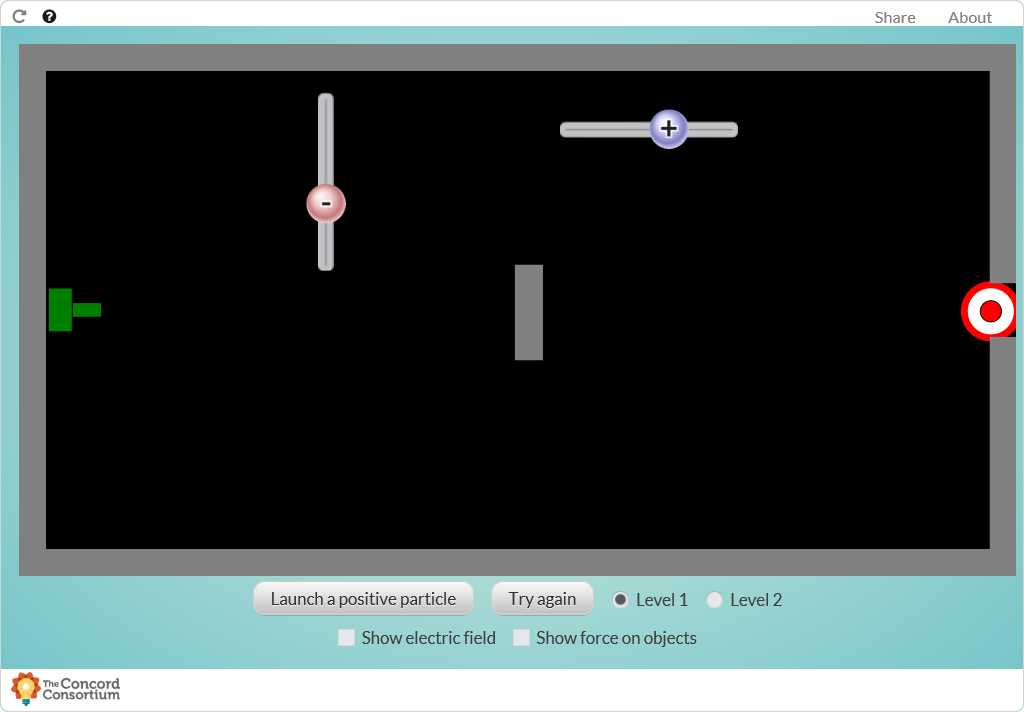 Share About
+
-
Launch a positive particle Try again Level 1 Level 2
Show electric field Show force on objects
The Concord
Consortium